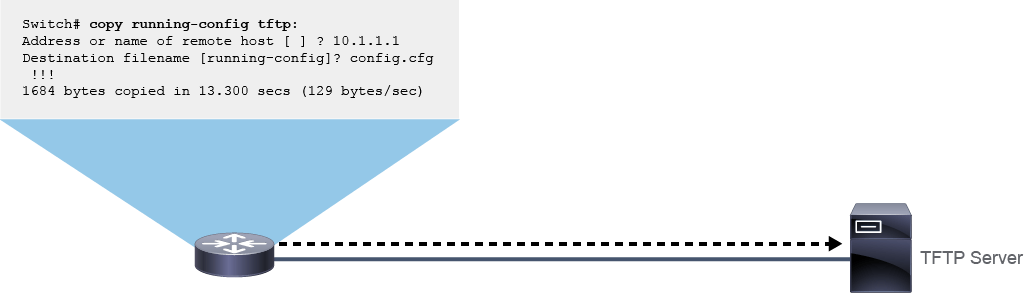 Switch# copy running-config tftp:
Address or name of remote host [ ] ? 10.1.1.1
Destination filename [running-config]? config.cfg
!!!
1684 bytes copied in 13.300 secs (129 bytes/sec)
TFTP Server